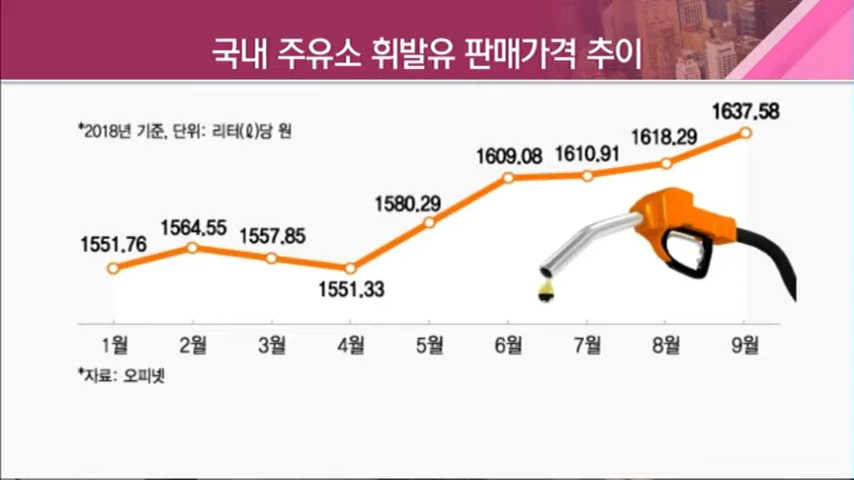 국내 주유소 휘발유 판매가격 추이
*2018년 기준, 단위: 리터(ℓ)당 원
1551.76
1564.55
1557.85
1551.33
1580.29
1609.08
1610.91
1618.29
1637.58
1월 2월 3월 4월 5월 6월 7월 8월 9월
*자료: 오피넷